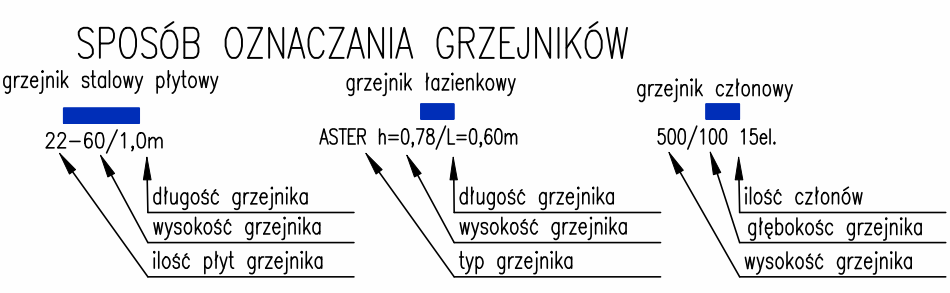 SPOSÓB OZNACZANIA GRZEJNIKÓW
grzejnik stalowy płytowy
22-60/1,0m
długość grzejnika
wysokość grzejnika
ilość płyt grzejnika
grzejnik łazienkowy
ASTER h=0,78/L=0,60m
długość grzejnika
wysokość grzejnika
typ grzejnika
grzejnik członowy
500/100 15el.
ilość członów
głębokośc grzejnika
wysokość grzejnika